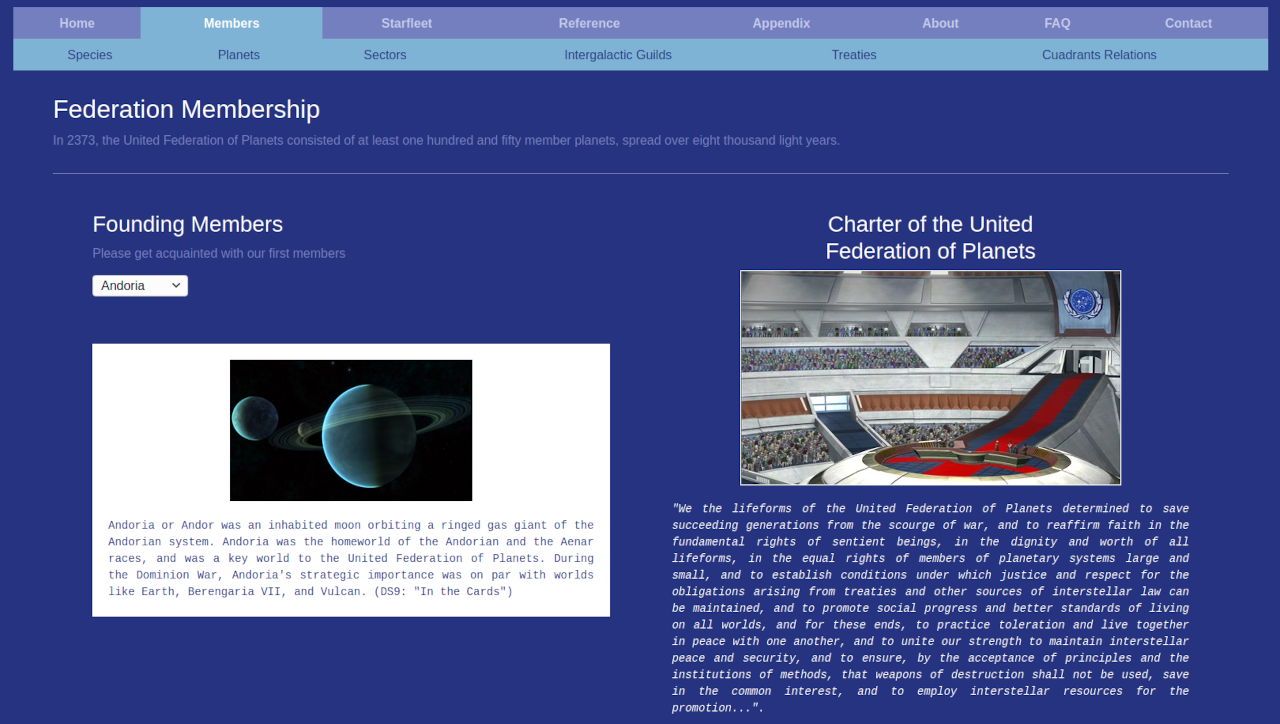 Home Members Starfleet Reference Appendix About FAQ Contact
Species Planets Sectors Intergalactic Guilds Treaties Cuadrants Relations
Federation Membership
In 2373, the United Federation of Planets consisted of at least one hundred and fifty member planets, spread over eight thousand light years.
Founding Members
Please get acquainted with our first members
Andoria
Andoria or Andor was an inhabited moon orbiting a ringed gas giant of the
Andorian system. Andoria was the homeworld of the Andorian and the Aenar
races, and was a key world to the United Federation of Planets. During
the Dominion War, Andoria's strategic importance was on par with worlds
like Earth, Berengaria VII, and Vulcan. (DS9: "In the Cards")
Charter of the United
Federation of Planets
"We the lifeforms of the United Federation of Planets determined to save
succeeding generations from the scourge of war, and to reaffirm faith in the
fundamental rights of sentient beings, in the dignity and worth of all
lifeforms, in the equal rights of members of planetary systems large and
small, and to establish conditions under which justice and respect for the
obligations arising from treaties and other sources of interstellar law can
be maintained, and to promote social progress and better standards of living
on all worlds, and for these ends, to practice toleration and live together
in peace with one another, and to unite our strength to maintain interstellar
peace and security, and to ensure, by the acceptance of principles and the
institutions of methods, that weapons of destruction shall not be used, save
in the common interest, and to employ interstellar resources for the
promotion...".